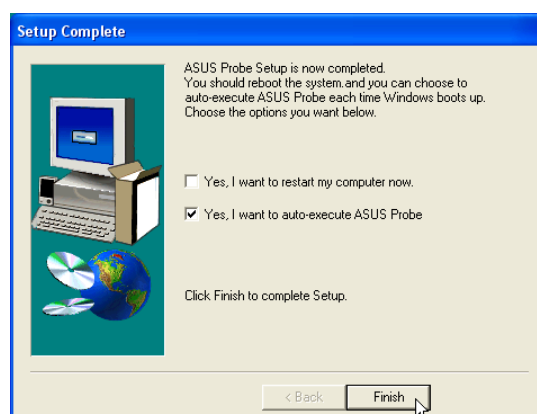 Setup Complete
ASUS Probe Setup is now completed.
You should reboot the system.and you can choose to
auto-execute ASUS Probe each time Windows boots up.
Choose the options you want below.
Yes, I want to restart my computer now.
Yes, I want to auto-execute ASUS Probe
Click Finish to complete Setup.
< Back
Finish